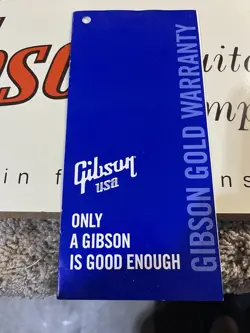 GIBSON GOLD WARRANTY
Gibson
USA
ONLY
A GIBSON
IS GOOD ENOUGH